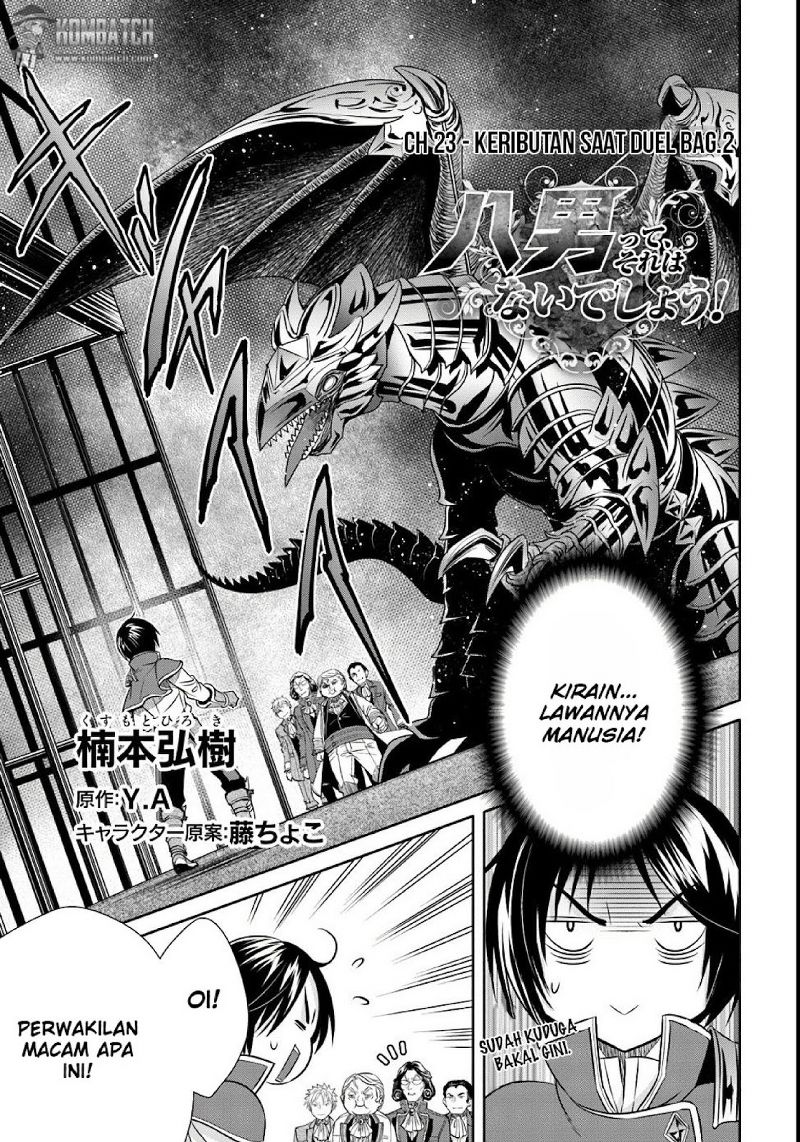 KOMBATCH
WWW.KOMBATCH.COM
CH 23 - KERIBUTAN SAAT DUEL BAG.2
八男って、
それは
ないでしょう!
KIRAIN...
LAWANNYA
MANUSIA!
くすもとひろき
楠本弘樹
原作:Y.A
キャラクター原案:藤ちょこ
SUDAH KUDUGA
BAKAL GINI.
OI!
PERWAKILAN
MACAM APA
INI!